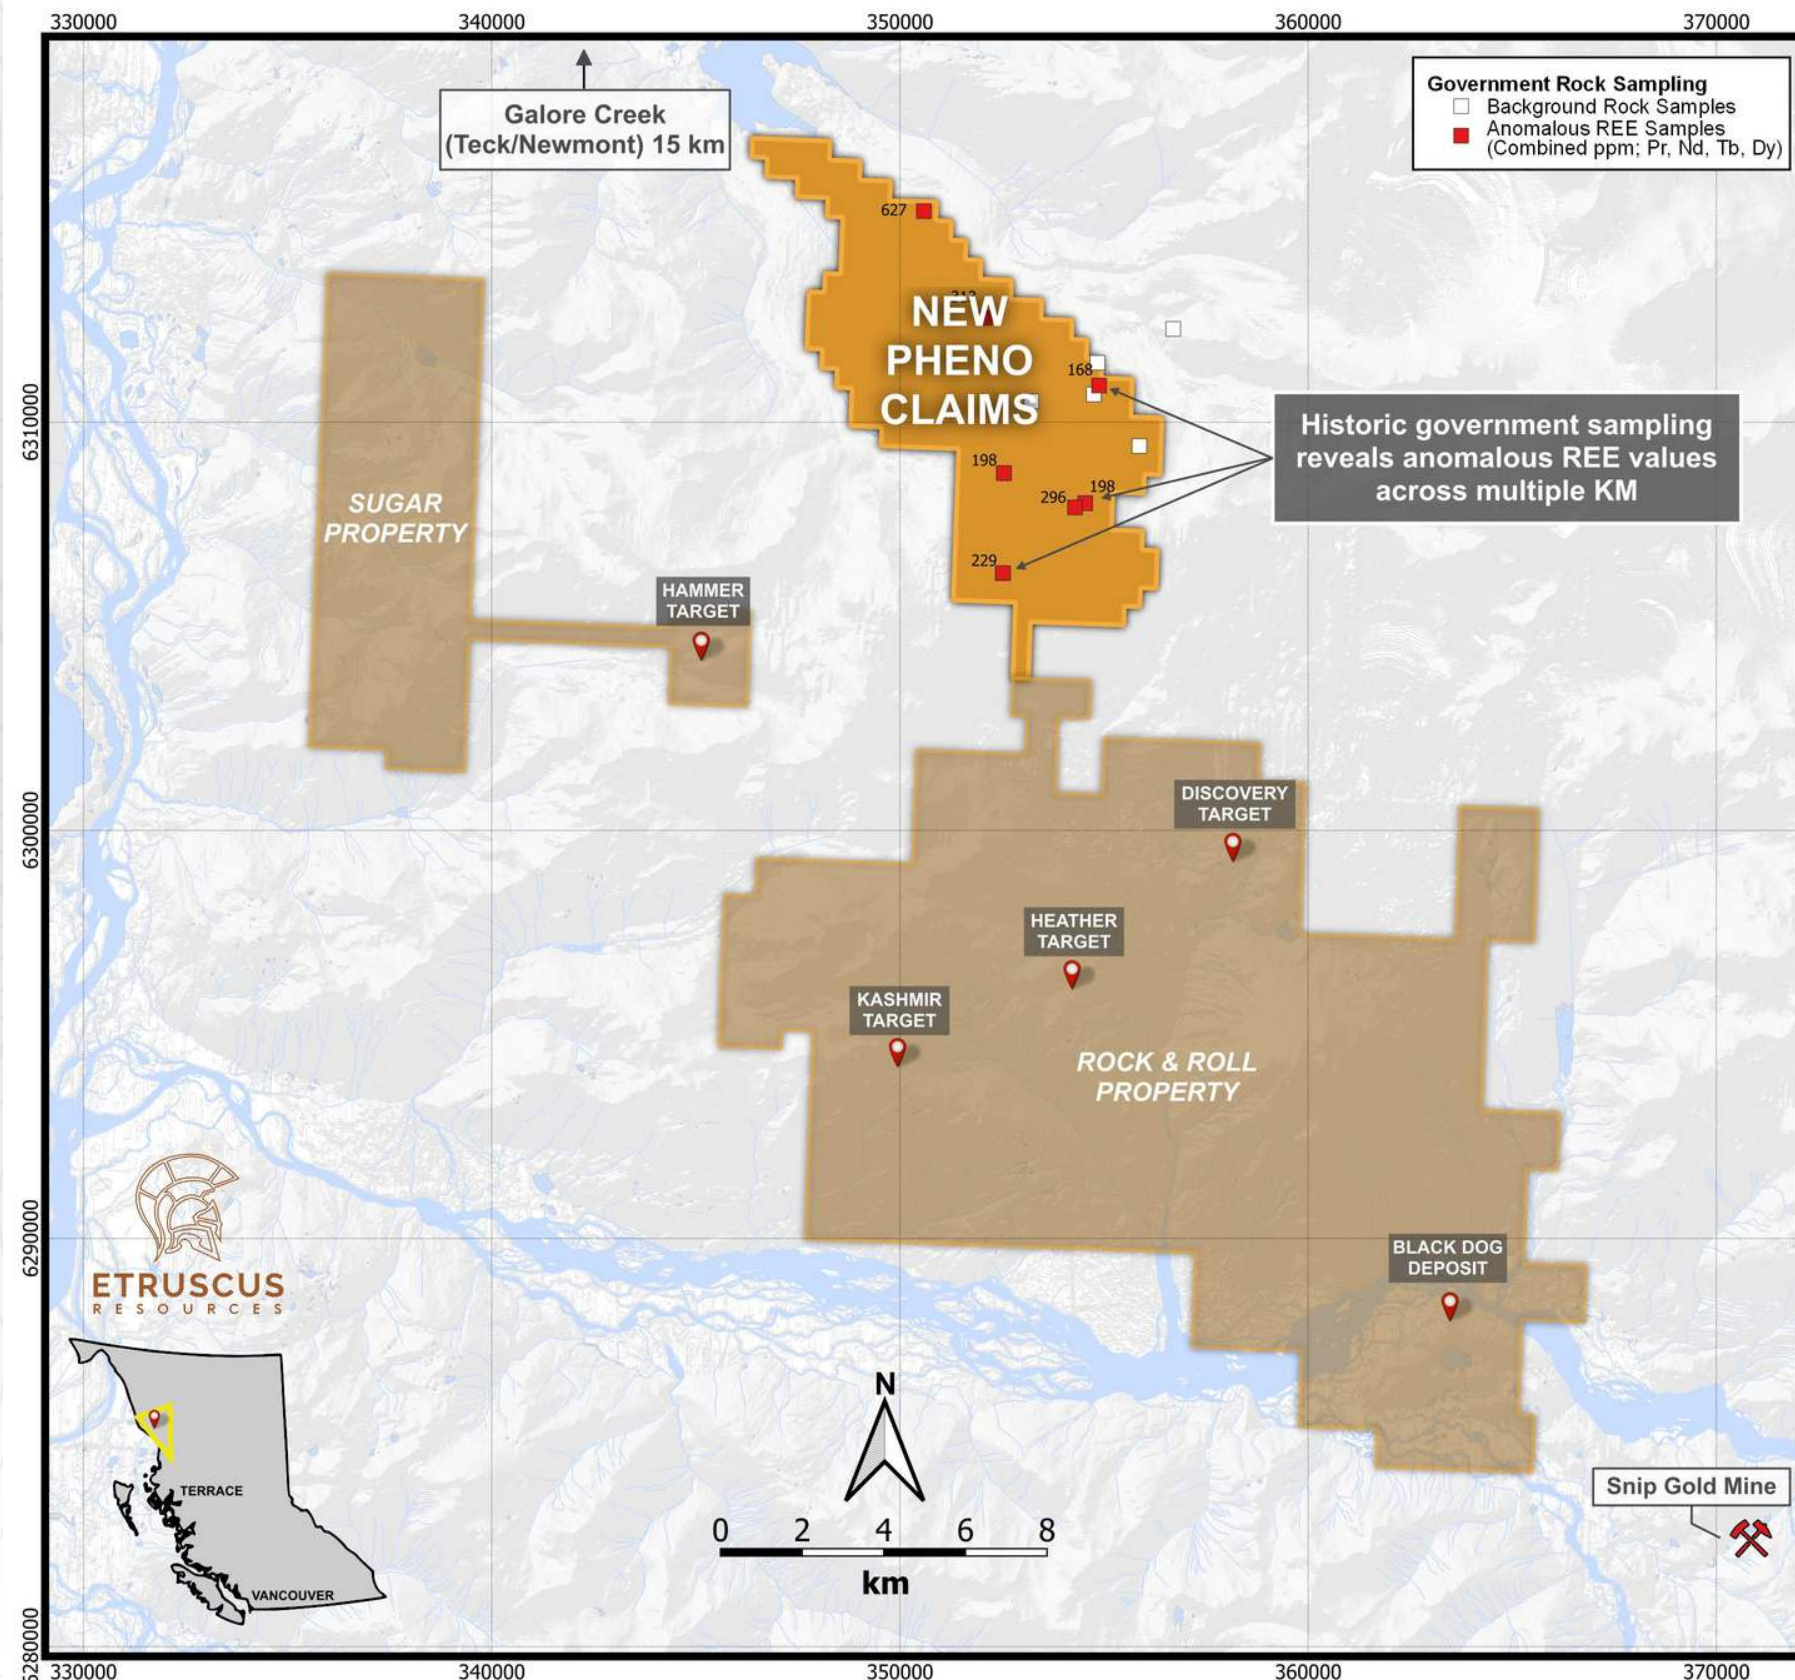 330000
340000
350000
360000
370000
Galore Creek
(Teck/Newmont) 15 km
Government Rock Sampling
Background Rock Samples
Anomalous REE Samples
(Combined ppm; Pr, Nd, Tb, Dy)
627
NEW
PHENO
CLAIMS
168
6310000
198
296
198
229
Historic government sampling
reveals anomalous REE values
across multiple KM
SUGAR
PROPERTY
HAMMER
TARGET
DISCOVERY
TARGET
6300000
HEATHER
TARGET
KASHMIR
TARGET
ROCK & ROLL
PROPERTY
6290000
BLACK DOG
DEPOSIT
ETRUSCUS
RESOURCES
TERRACE
VANCOUVER
N
0 2 4 6 8
km
Snip Gold Mine
6280000
330000
340000
350000
360000
370000